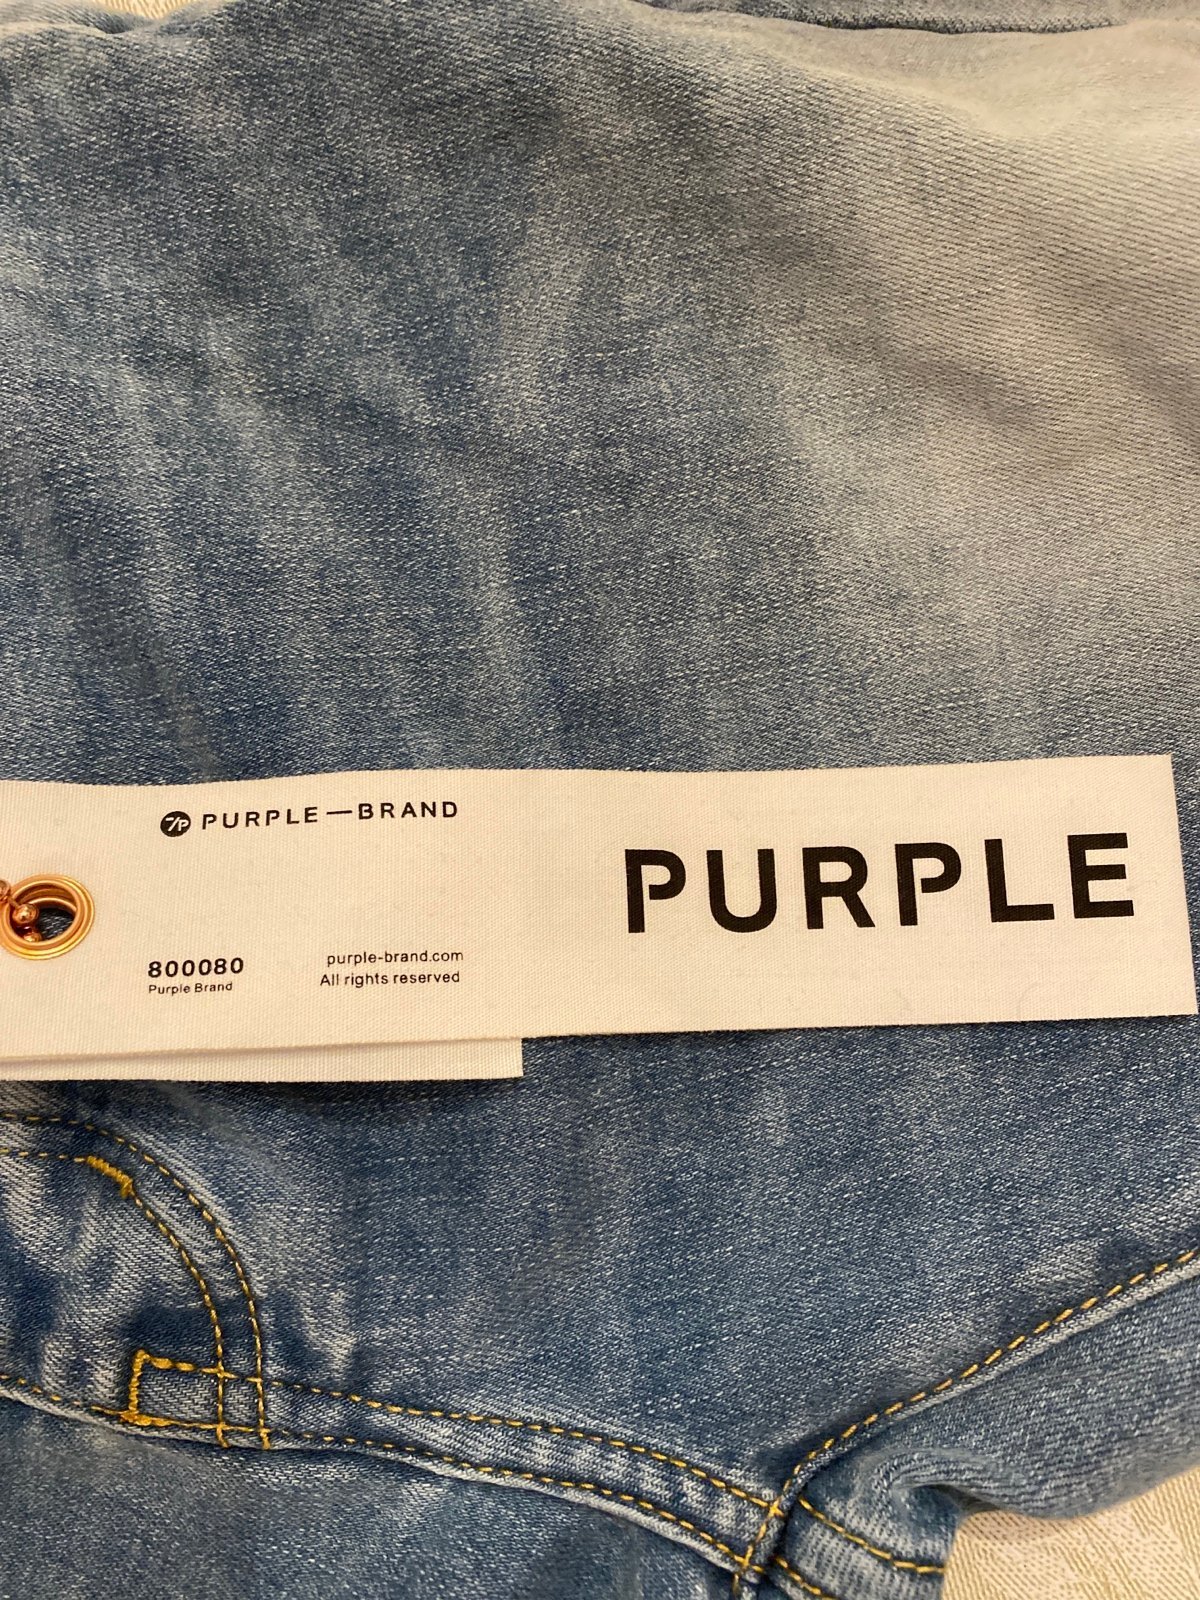 PURPLE—BRAND
PURPLE
800080
Purple Brand
purple-brand.com
All rights reserved